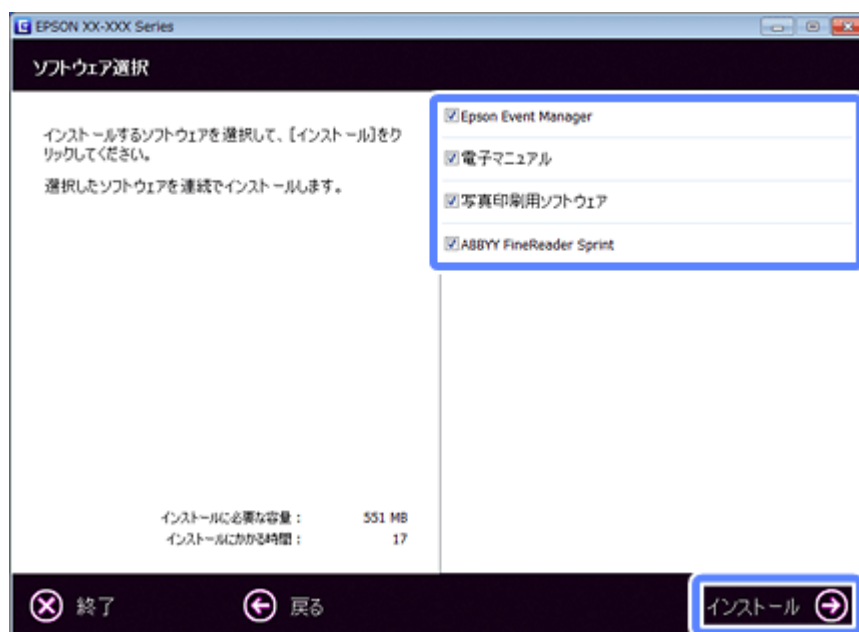 EPSON XX-XXX Series
ソフトウェア選択
インストールするソフトウェアを選択して、[インストール]をク
リックしてください。
選択したソフトウェアを連続でインストールします。
Epson Event Manager
電子マニュアル
写真印刷用ソフトウェア
ABBYY FineReader Sprint
インストールに必要な容量： 551 MB
インストールにかかる時間： 17
終了
戻る
インストール